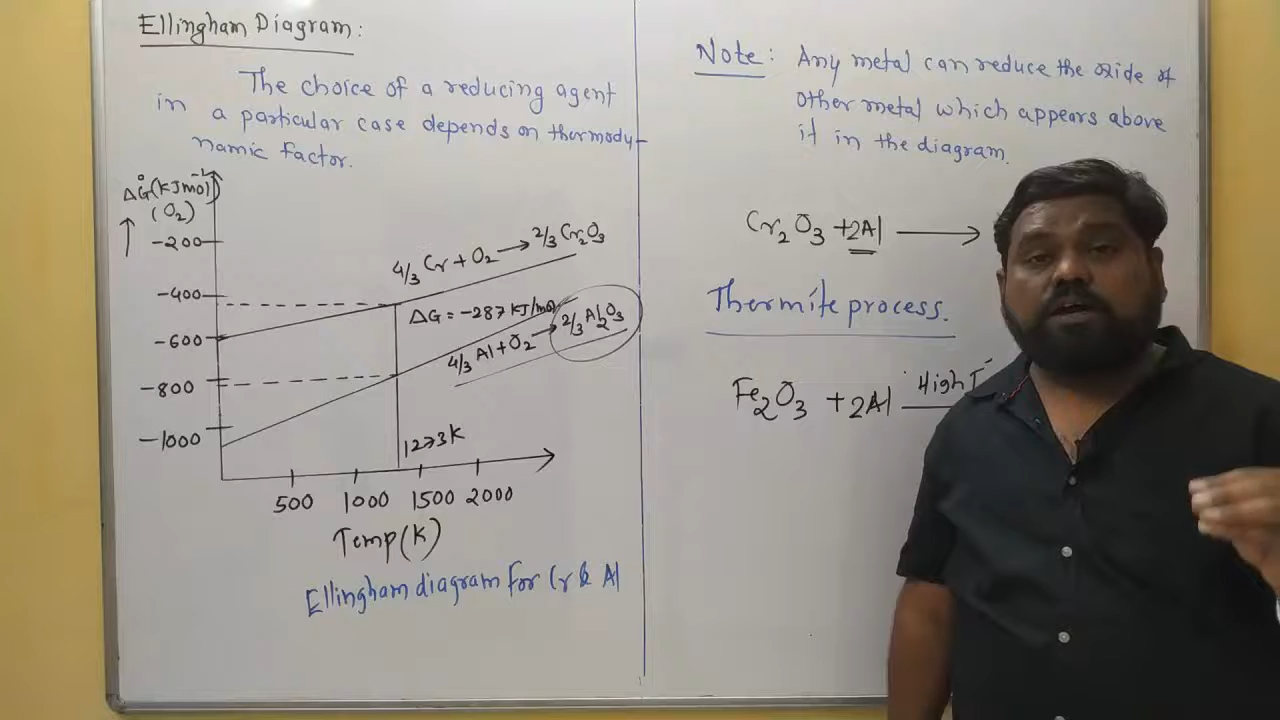 Ellingham Diagram:
The choice of a reducing agent
in a particular case depends on thermody-
namic factor.
ΔG°(KJmol⁻¹)
(O₂)
-200
-400
-600
-800
-1000
4/3 Cr + O₂ → 2/3 Cr₂O₃
ΔG = -287 KJ/mol
4/3 Al + O₂ → 2/3 Al₂O₃
1273K
500 1000 1500 2000
Temp(K)
Ellingham diagram for Cr & Al
Note: Any metal can reduce the oxide of
other metal which appears above
it in the diagram.
Cr₂O₃ + 2Al →
Thermite process.
Fe₂O₃ + 2Al High T